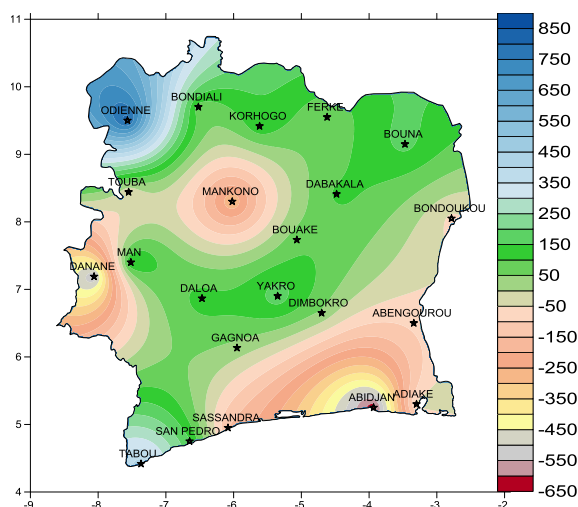 11
10
9
8
7
6
5
4
-9
-8
-7
-6
-5
-4
-3
-2
ODIENNE
BONDIALI
KORHOGO
FERKE
BOUNA
TOUBA
MANKONO
DABAKALA
BONDOUKOU
BOUAKE
MAN
DANANE
DALOA
YAKRO
DIMBOKRO
ABENGOUROU
GAGNOA
SASSANDRA
ABIDJAN
ADIAKE
SAN PEDRO
TABOU
850
750
650
550
450
350
250
150
50
-50
-150
-250
-350
-450
-550
-650